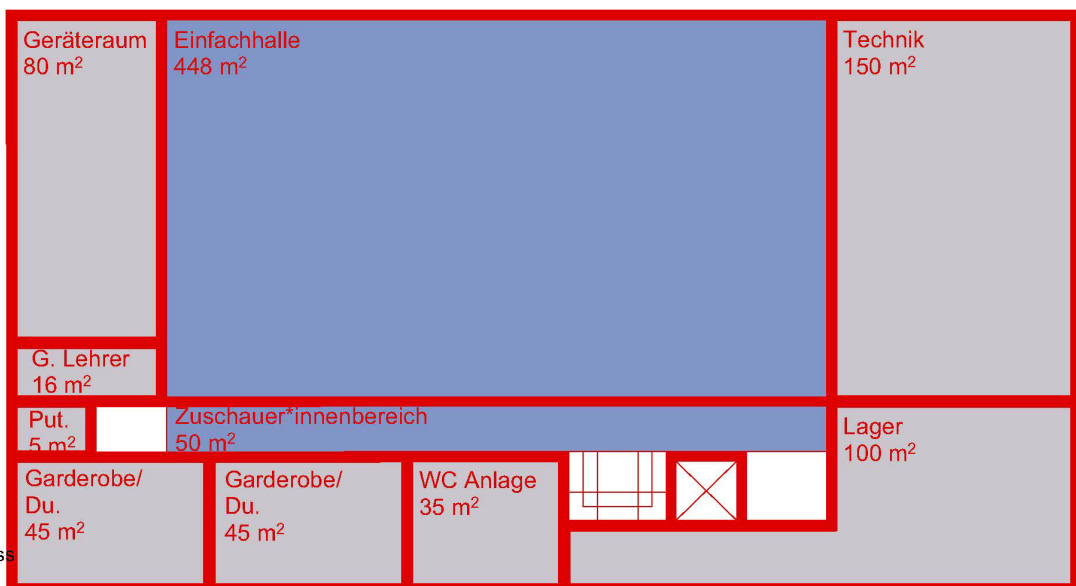 Geräteraum
80 m²
Einfachhalle
448 m²
Technik
150 m²
G. Lehrer
16 m²
Put.
5 m²
Zuschauer*innenbereich
50 m²
Lager
100 m²
Garderobe/
Du.
45 m²
Garderobe/
Du.
45 m²
WC Anlage
35 m²